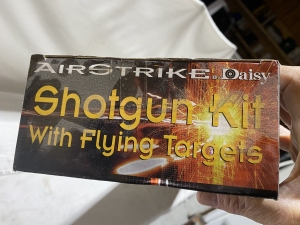 AIRSTRIKE. Daisy
Shotgun Kit
With Flying Targets